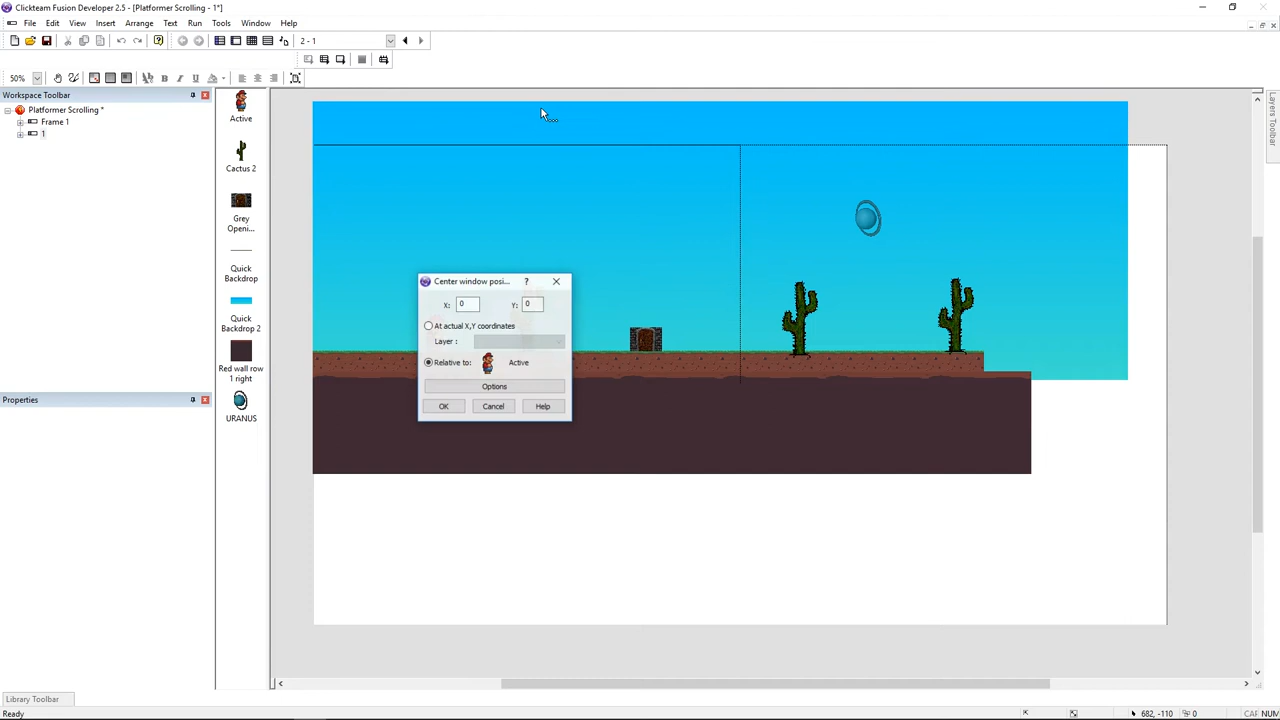 Clickteam Fusion Developer 2.5 - [Platformer Scrolling - 1*]
File Edit View Insert Arrange Text Run Tools Window Help
2 - 1
50% B I U
Workspace Toolbar
Platformer Scrolling *
Frame 1
1
Properties
Library Toolbar
Active
Cactus 2
Grey
Openi...
Quick
Backdrop
Quick
Backdrop 2
Red wall row
1 right
URANUS
Center window posi... ?
X: 0 Y: 0
At actual X,Y coordinates
Layer :
Relative to: Active
Options
OK Cancel Help
Layers Toolbar
Ready 682, -110 0 CAP NUM